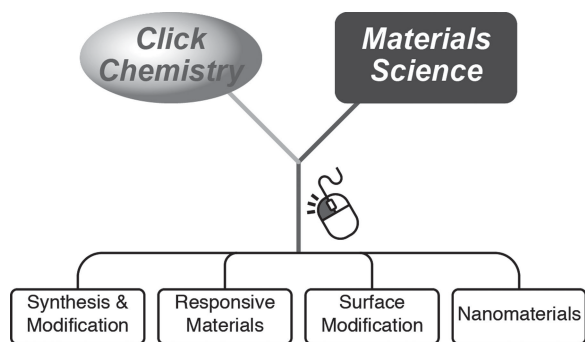 Click
Chemistry
Materials
Science
Synthesis &
Modification
Responsive
Materials
Surface
Modification
Nanomaterials